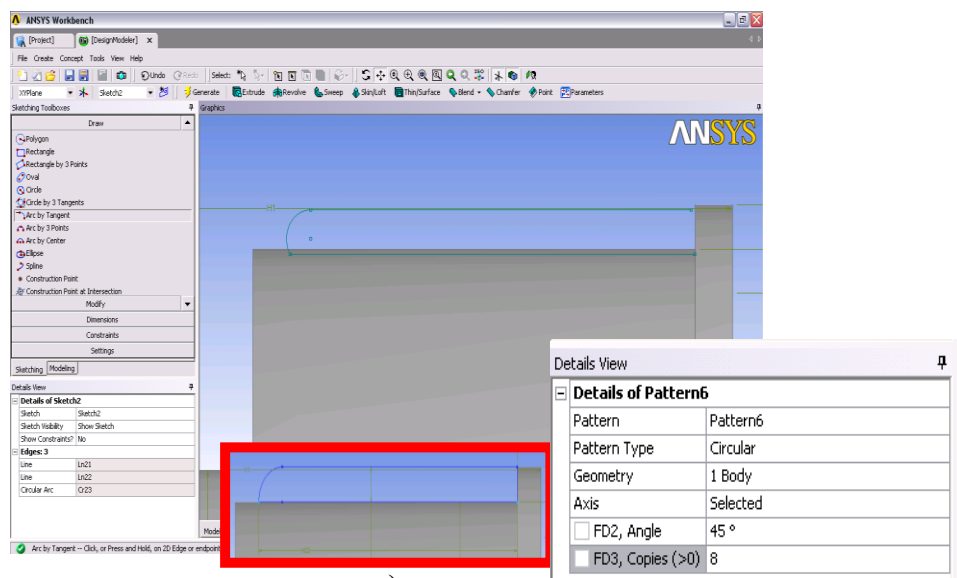 ANSYS Workbench
[Project] [DesignModeler] x
File Create Concept Tools View Help
Undo Redo Select:
XYPlane Sketch2 Generate Extrude Revolve Sweep Skin/Loft Thin/Surface Blend Chamfer Point Parameters
Sketching Toolboxes
Graphics
Draw
Polygon
Rectangle
Rectangle by 3 Points
Oval
Circle
Circle by 3 Tangents
Arc by Tangent
Arc by 3 Points
Arc by Center
Ellipse
Spline
Construction Point
Construction Point at Intersection
Modify
Dimensions
Constraints
Settings
Sketching Modeling
Details View
Details of Sketch2
Sketch Sketch2
Sketch Visibility Show Sketch
Show Constraints? No
Edges: 3
Line Ln21
Line Ln22
Circular Arc Cr23
Arc by Tangent -- Click, or Press and Hold, on 2D Edge or endpoint
ANSYS
Model
Details View
Details of Pattern6
Pattern Pattern6
Pattern Type Circular
Geometry 1 Body
Axis Selected
FD2, Angle 45 °
FD3, Copies (>0) 8